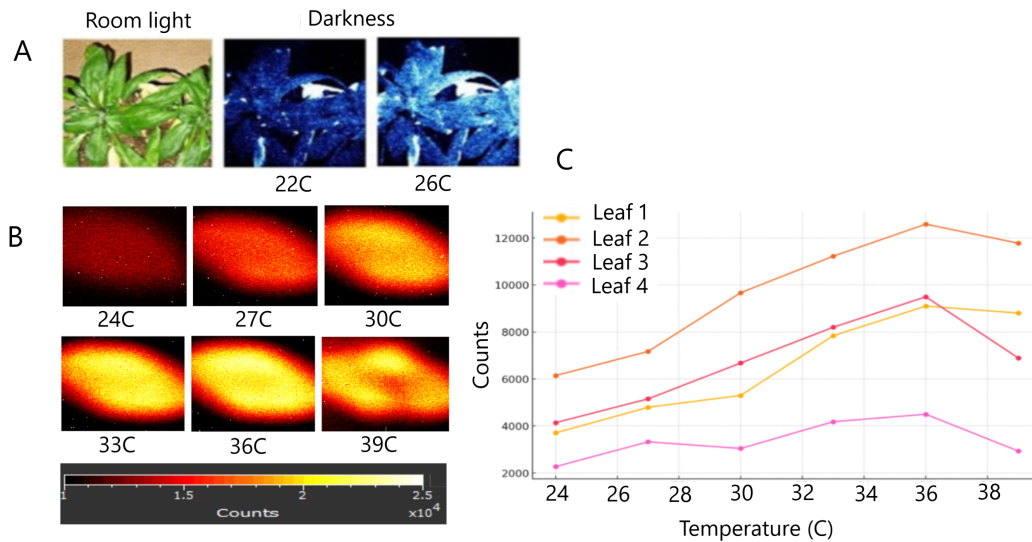 Room light Darkness
A
22C 26C
B
24C 27C 30C
33C 36C 39C
1 1.5 2 2.5
x10^4
Counts
C
Leaf 1
Leaf 2
Leaf 3
Leaf 4
12000
10000
8000
6000
4000
2000
Counts
24 26 28 30 32 34 36 38
Temperature (C)